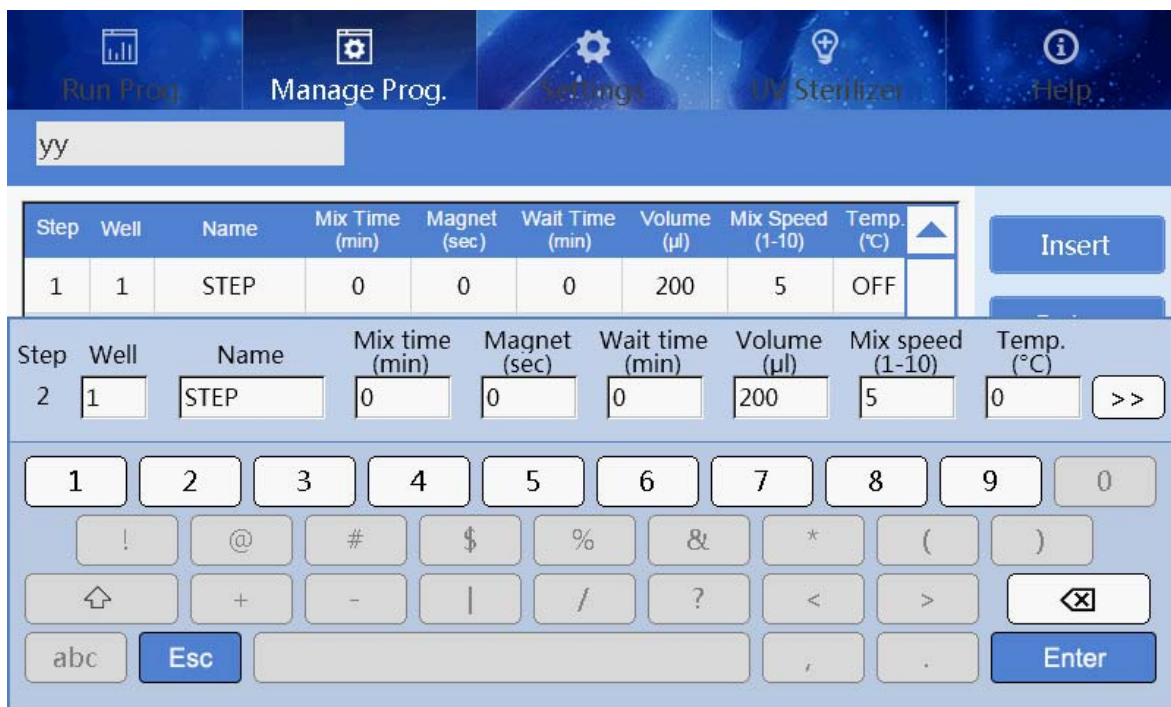 Run Prog. Manage Prog. Settings UV Sterilizer Help
yy
Step Well Name Mix Time (min) Magnet (sec) Wait Time (min) Volume (µl) Mix Speed (1-10) Temp. (℃)
Insert
1 1 STEP 0 0 0 200 5 OFF
Step Well Name Mix time (min) Magnet (sec) Wait time (min) Volume (µl) Mix speed (1-10) Temp. (°C)
2 1 STEP 0 0 0 200 5 0 >>
1 2 3 4 5 6 7 8 9 0
! @ # $ % & * ( )
+ - | / ? < >
abc Esc , . Enter